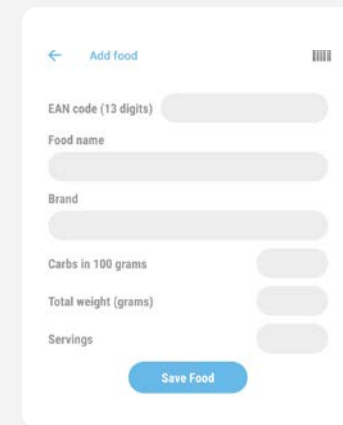 Add food
EAN code (13 digits)
Food name
Brand
Carbs in 100 grams
Total weight (grams)
Servings
Save Food